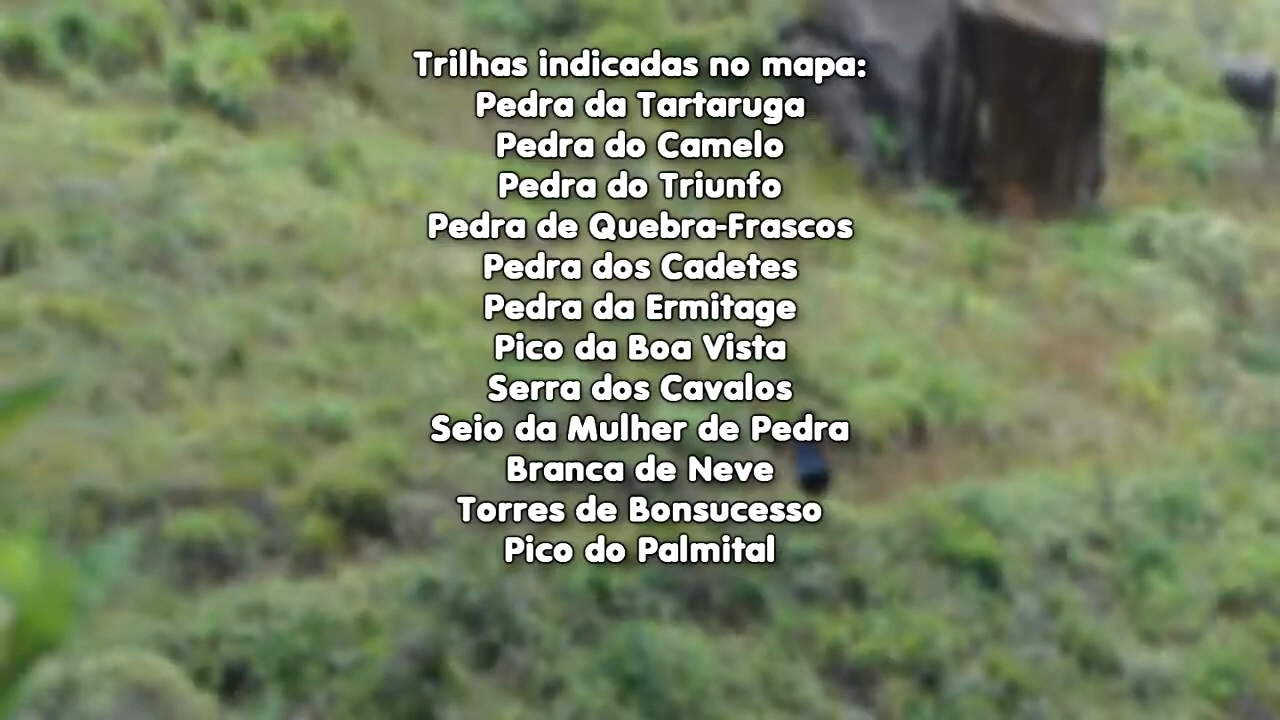 Trilhas indicadas no mapa:
Pedra da Tartaruga
Pedra do Camelo
Pedra do Triunfo
Pedra de Quebra-Frascos
Pedra dos Cadetes
Pedra da Ermitage
Pico da Boa Vista
Serra dos Cavalos
Seio da Mulher de Pedra
Branca de Neve
Torres de Bonsucesso
Pico do Palmital